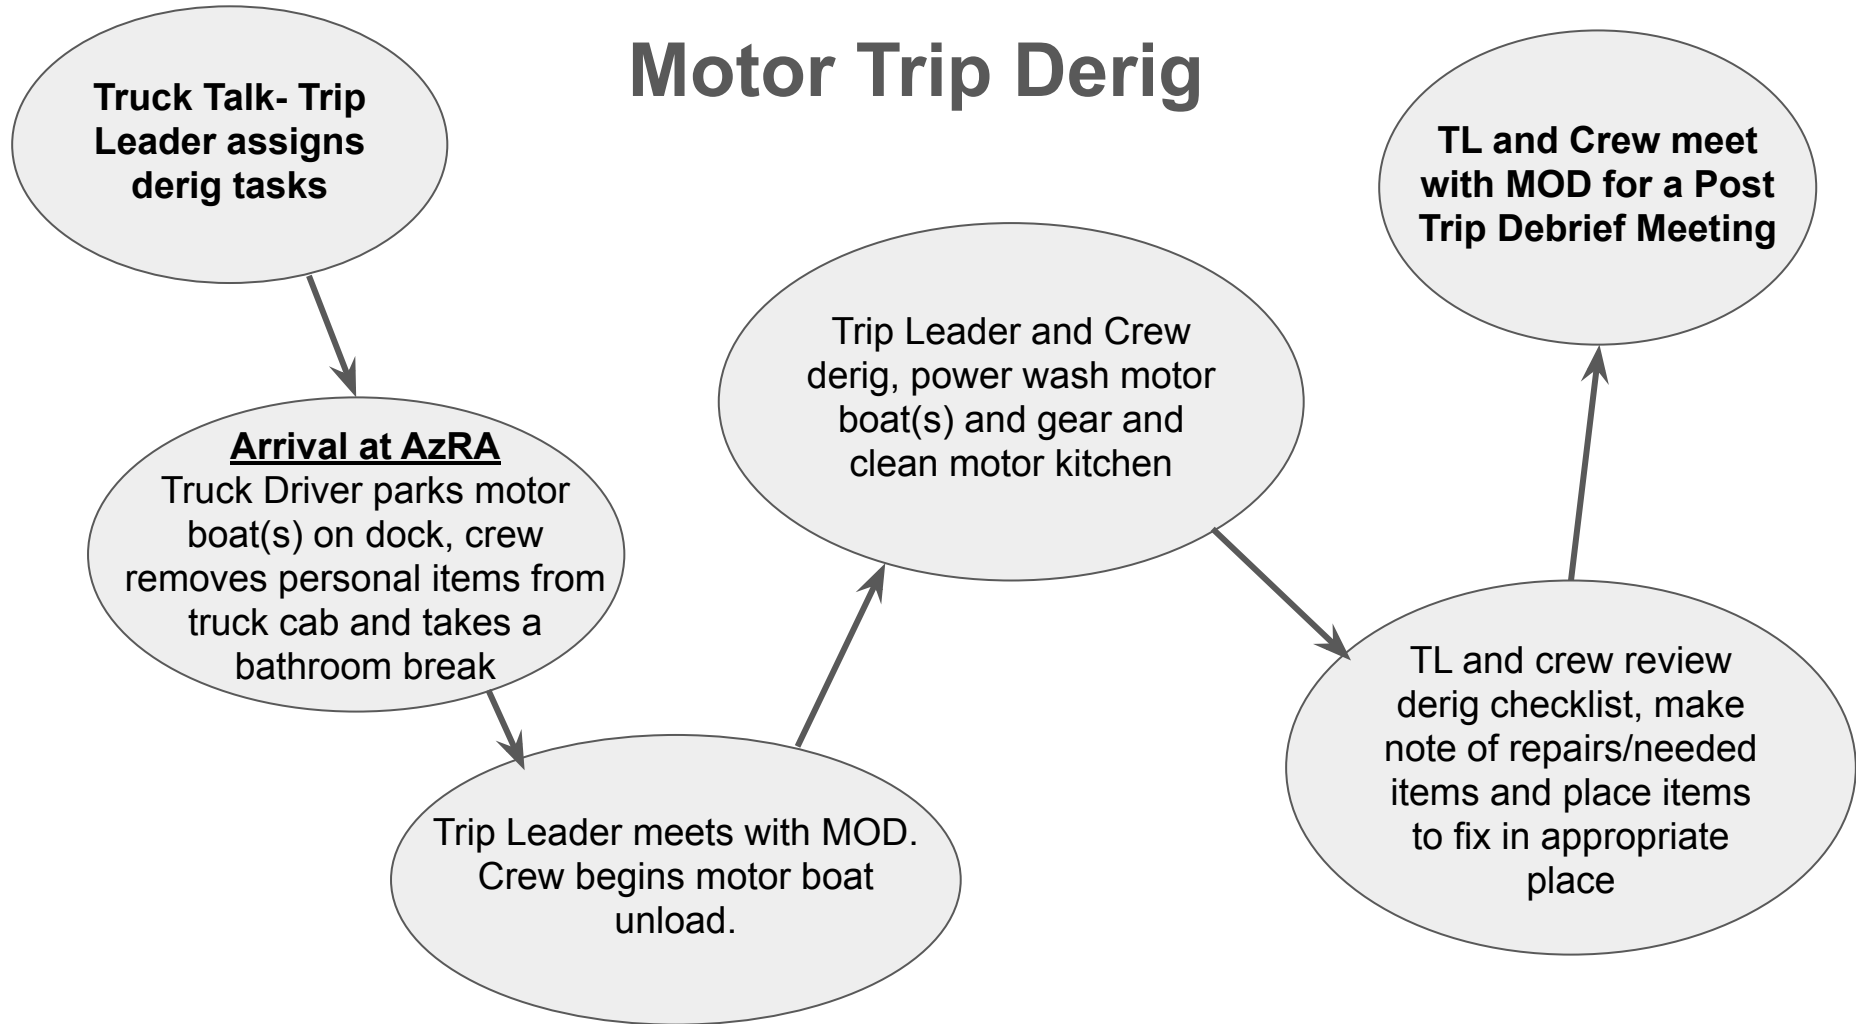 Motor Trip Derig
Truck Talk- Trip
Leader assigns
derig tasks
Arrival at AzRA
Truck Driver parks motor
boat(s) on dock, crew
removes personal items from
truck cab and takes a
bathroom break
Trip Leader meets with MOD.
Crew begins motor boat
unload.
Trip Leader and Crew
derig, power wash motor
boat(s) and gear and
clean motor kitchen
TL and crew review
derig checklist, make
note of repairs/needed
items and place items
to fix in appropriate
place
TL and Crew meet
with MOD for a Post
Trip Debrief Meeting